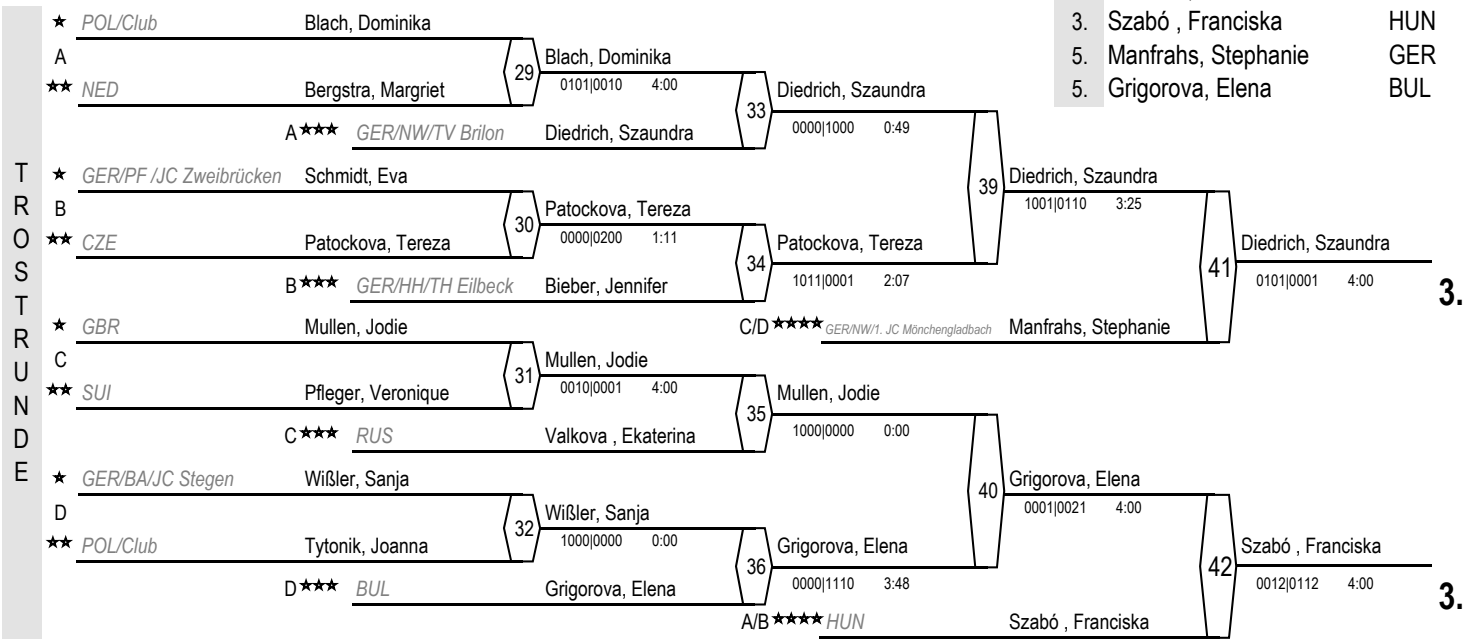 ★ POL/Club Blach, Dominika
3. Szabó , Franciska HUN
A
29
Blach, Dominika
0101|0010 4:00
5. Manfrahs, Stephanie GER
★★ NED Bergstra, Margriet
33
Diedrich, Szaundra
0000|1000 0:49
5. Grigorova, Elena BUL
A★★★ GER/NW/TV Brilon Diedrich, Szaundra
TROSTRUNDE
★ GER/PF /JC Zweibrücken Schmidt, Eva
39
Diedrich, Szaundra
1001|0110 3:25
B
30
Patockova, Tereza
0000|0200 1:11
★★ CZE Patockova, Tereza
34
Patockova, Tereza
1011|0001 2:07
41
Diedrich, Szaundra
0101|0001 4:00
3.
B★★★ GER/HH/TH Eilbeck Bieber, Jennifer
★ GBR Mullen, Jodie
C/D★★★★ GER/NW/1. JC Mönchengladbach Manfrahs, Stephanie
C
31
Mullen, Jodie
0010|0001 4:00
★★ SUI Pfleger, Veronique
35
Mullen, Jodie
1000|0000 0:00
C★★★ RUS Valkova , Ekaterina
★ GER/BA/JC Stegen Wißler, Sanja
40
Grigorova, Elena
0001|0021 4:00
D
32
Wißler, Sanja
1000|0000 0:00
★★ POL/Club Tytonik, Joanna
36
Grigorova, Elena
0000|1110 3:48
42
Szabó , Franciska
0012|0112 4:00
3.
D★★★ BUL Grigorova, Elena
A/B★★★★ HUN Szabó , Franciska